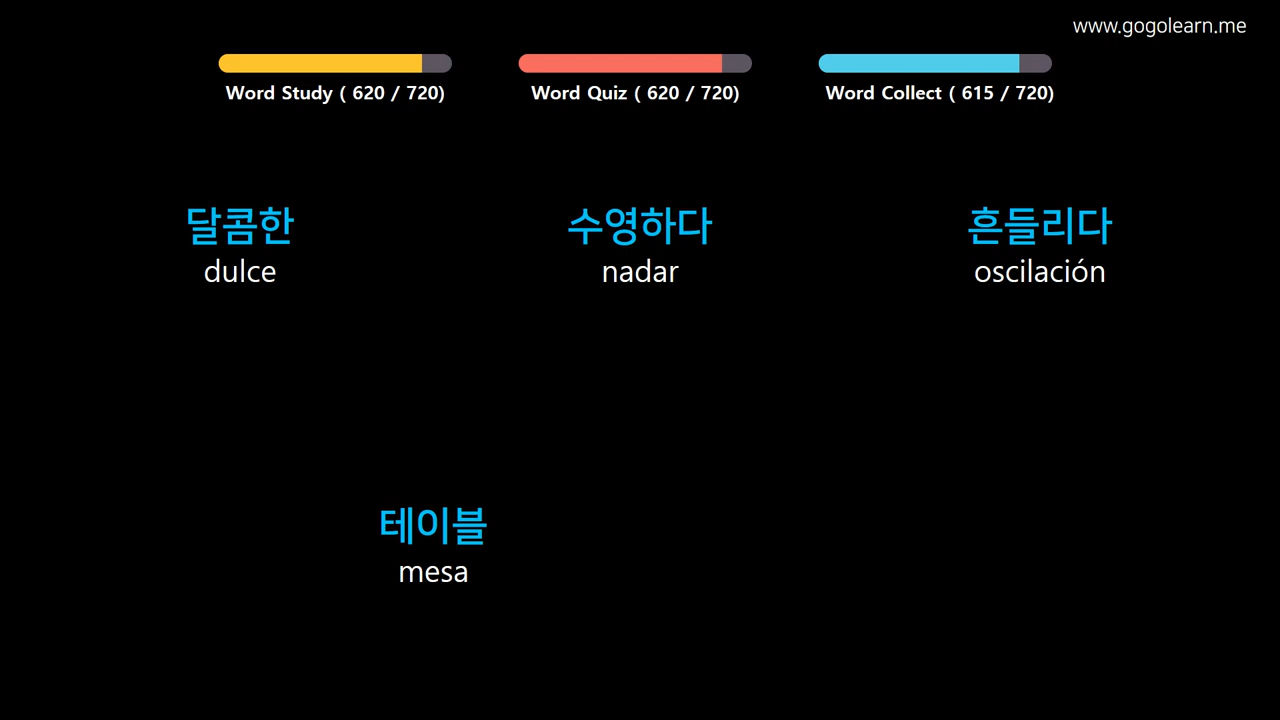 www.gogolearn.me
Word Study ( 620 / 720)
Word Quiz ( 620 / 720)
Word Collect ( 615 / 720)
달콤한
dulce
수영하다
nadar
흔들리다
oscilación
테이블
mesa